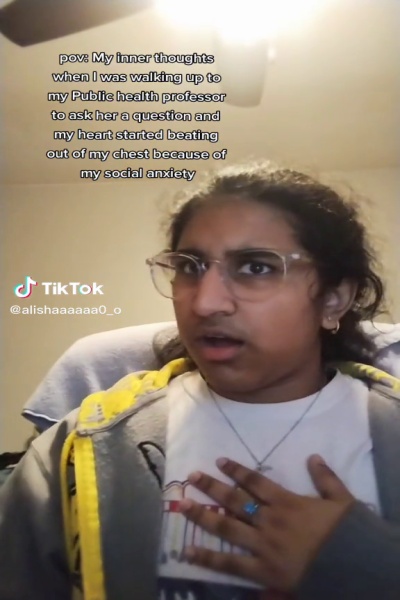 pov: My inner thoughts
when I was walking up to
my Public health professor
to ask her a question and
my heart started beating
out of my chest because of
my social anxiety
TikTok
@alishaaaaaa0_o